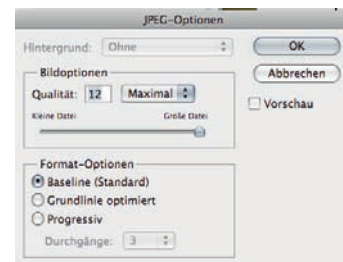 JPEG-Optionen
Hintergrund: Ohne
OK
Bildoptionen
Abbrechen
Qualität: 12 Maximal
Vorschau
Kleine Datei Große Datei
Format-Optionen
Baseline (Standard)
Grundlinie optimiert
Progressiv
Durchgänge: 3